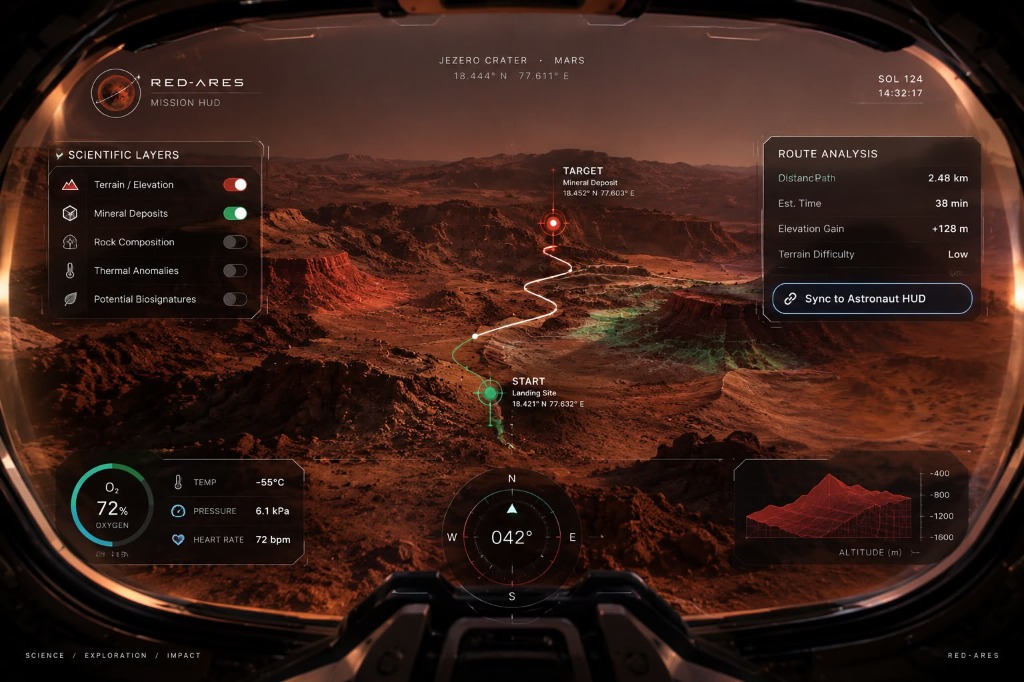 JEZERO CRATER · MARS
18.444° N 77.611° E
RED-ARES
MISSION HUD
SOL 124
14:32:17
SCIENTIFIC LAYERS
Terrain / Elevation
Mineral Deposits
Rock Composition
Thermal Anomalies
Potential Biosignatures
TARGET
Mineral Deposit
18.452° N 77.603° E
ROUTE ANALYSIS
DistancPath 2.48 km
Est. Time 38 min
Elevation Gain +128 m
Terrain Difficulty Low
Sync to Astronaut HUD
START
Landing Site
18.421° N 77.632° E
O₂
72%
OXYGEN
TEMP -55°C
PRESSURE 6.1 kPa
HEART RATE 72 bpm
N
W 042° E
S
-400
-800
-1200
-1600
ALTITUDE (m)
SCIENCE / EXPLORATION / IMPACT
RED-ARES